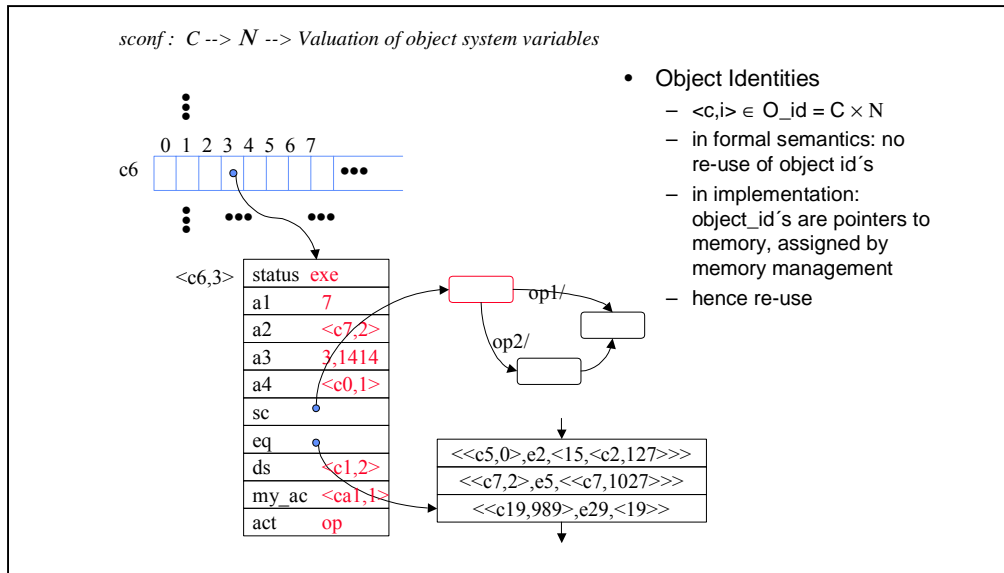 sconf : C --> N --> Valuation of object system variables
• Object Identities
– <c,i> ∈ O_id = C × N
– in formal semantics: no
re-use of object id´s
– in implementation:
object_id´s are pointers to
memory, assigned by
memory management
– hence re-use
0 1 2 3 4 5 6 7
c6
<c6,3>
status exe
a1 7
a2 <c7,2>
a3 3,1414
a4 <c0,1>
sc
eq
ds <c1,2>
my_ac <ca1,1>
act op
op1/
op2/
<<c5,0>,e2,<15,<c2,127>>>
<<c7,2>,e5,<<c7,1027>>>
<<c19,989>,e29,<19>>